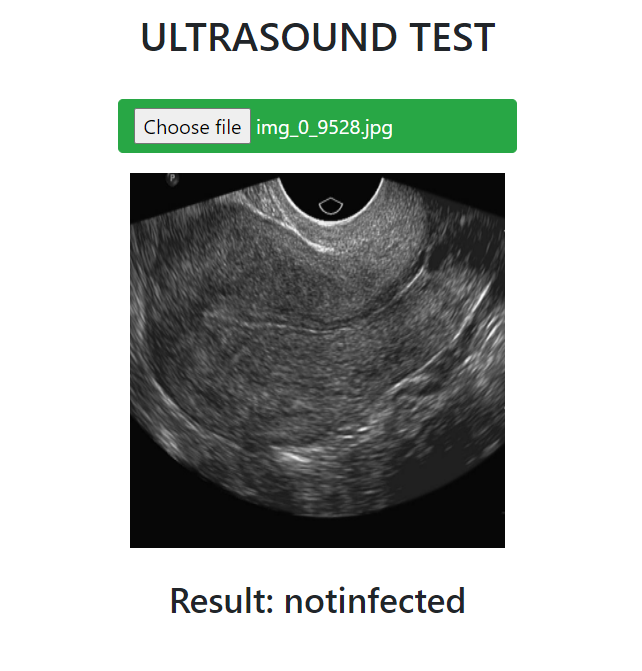 ULTRASOUND TEST
Choose file img_0_9528.jpg
P
Result: notinfected